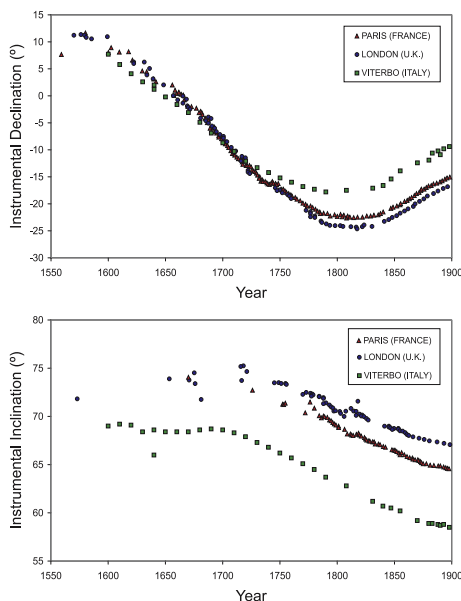 Instrumental Declination (º)
15
10
5
0
-5
-10
-15
-20
-25
-30
PARIS (FRANCE)
LONDON (U.K.)
VITERBO (ITALY)
1550 1600 1650 1700 1750 1800 1850 1900
Year
Instrumental Inclination (º)
80
75
70
65
60
55
PARIS (FRANCE)
LONDON (U.K.)
VITERBO (ITALY)
1550 1600 1650 1700 1750 1800 1850 1900
Year